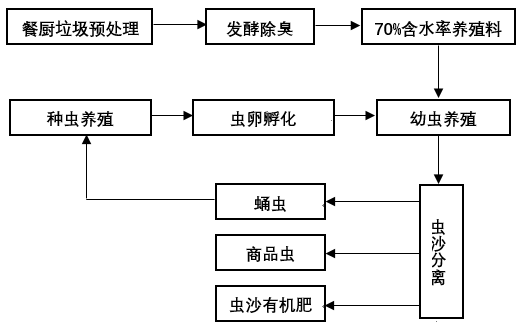 餐厨垃圾预处理
发酵除臭
70%含水率养殖料
种虫养殖
虫卵孵化
幼虫养殖
蛹虫
商品虫
虫沙有机肥
虫沙分离